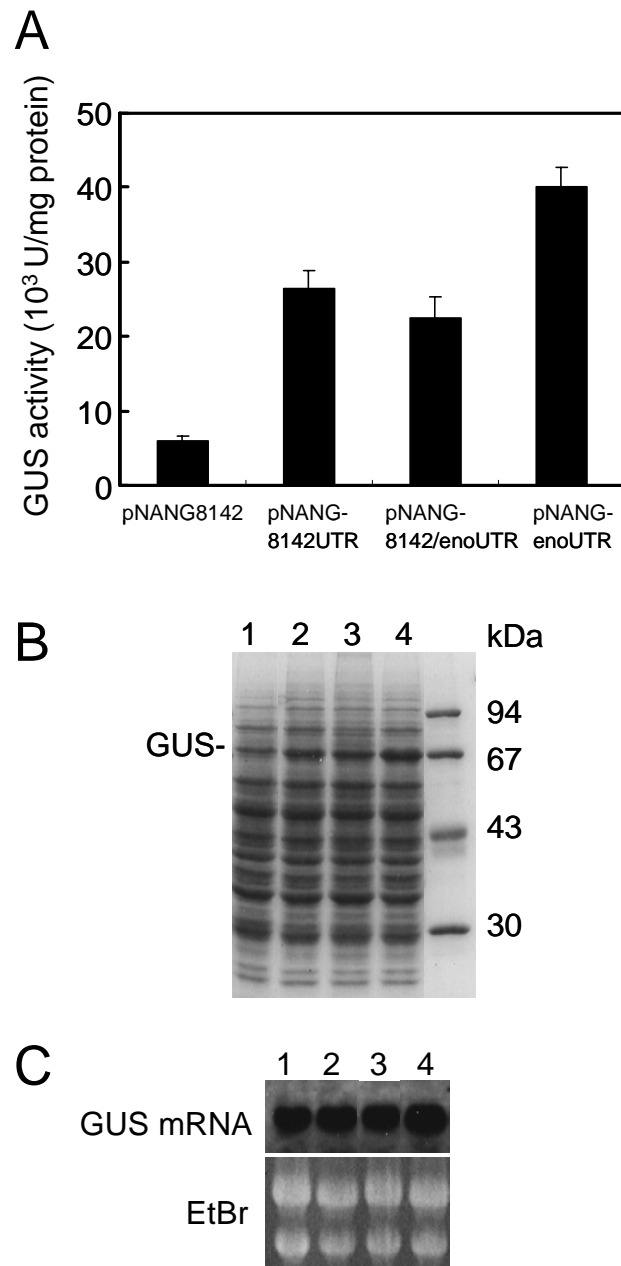 A
GUS activity (10³ U/mg protein)
50
40
30
20
10
0
pNANG8142
pNANG-
8142UTR
pNANG-
8142/enoUTR
pNANG-
enoUTR
B
1 2 3 4 kDa
GUS-
94
67
43
30
C
1 2 3 4
GUS mRNA
EtBr